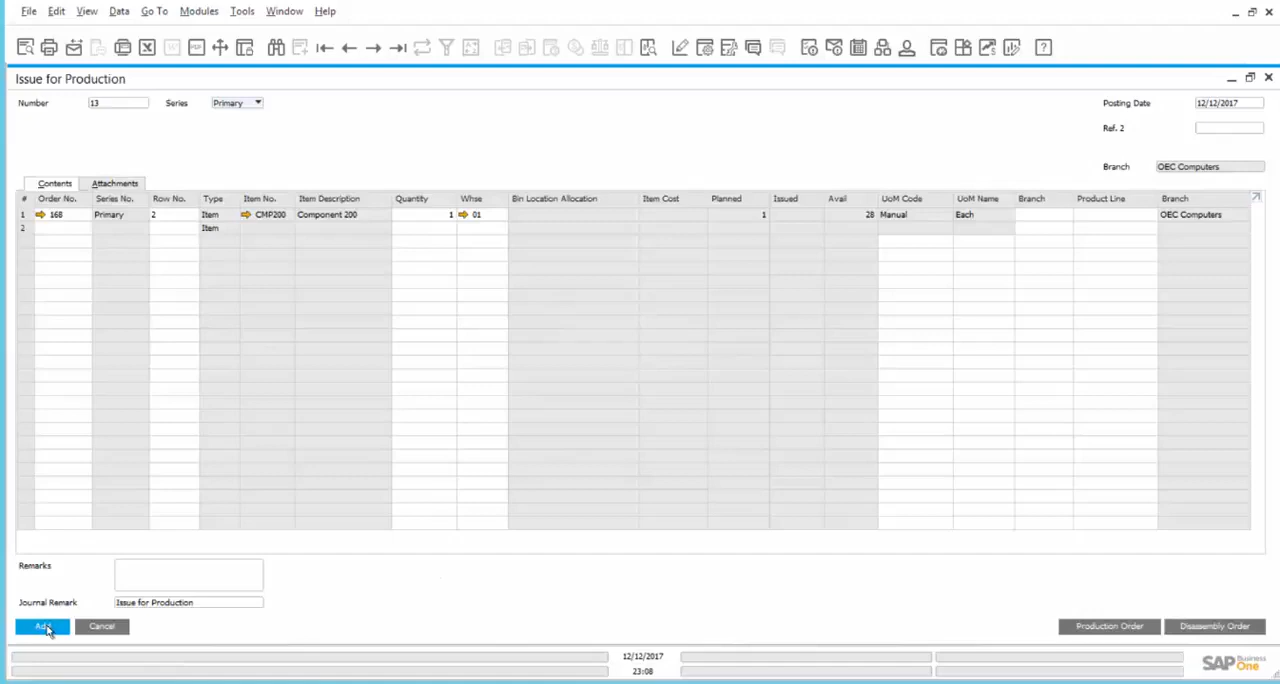 File Edit View Data Go To Modules Tools Window Help
Issue for Production
Number 13 Series Primary Posting Date 12/12/2017
Ref. 2
Branch OEC Computers
Contents Attachments
# Order No. Series No. Row No. Type Item No. Item Description Quantity Whse Bin Location Allocation Item Cost Planned Issued Avail UoM Code UoM Name Branch Product Line Branch
1 168 Primary 2 Item CMP200 Component 200 1 01 1 28 Manual Each OEC Computers
2 Item
Remarks
Journal Remark Issue for Production
Add Cancel Production Order Disassembly Order
12/12/2017
23:08
SAP Business One